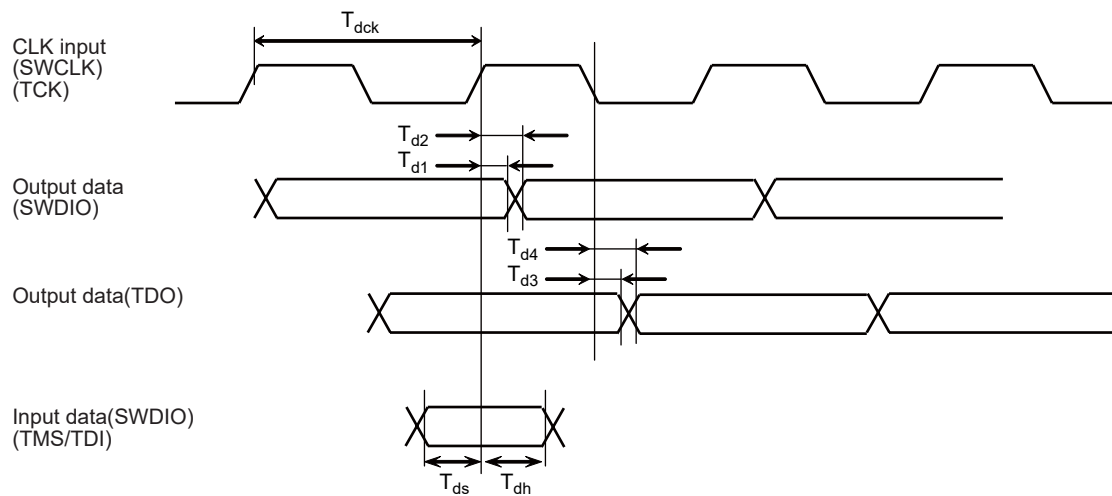 T_dck
CLK input
(SWCLK)
(TCK)
T_d2
T_d1
Output data
(SWDIO)
T_d4
T_d3
Output data(TDO)
Input data(SWDIO)
(TMS/TDI)
T_ds T_dh